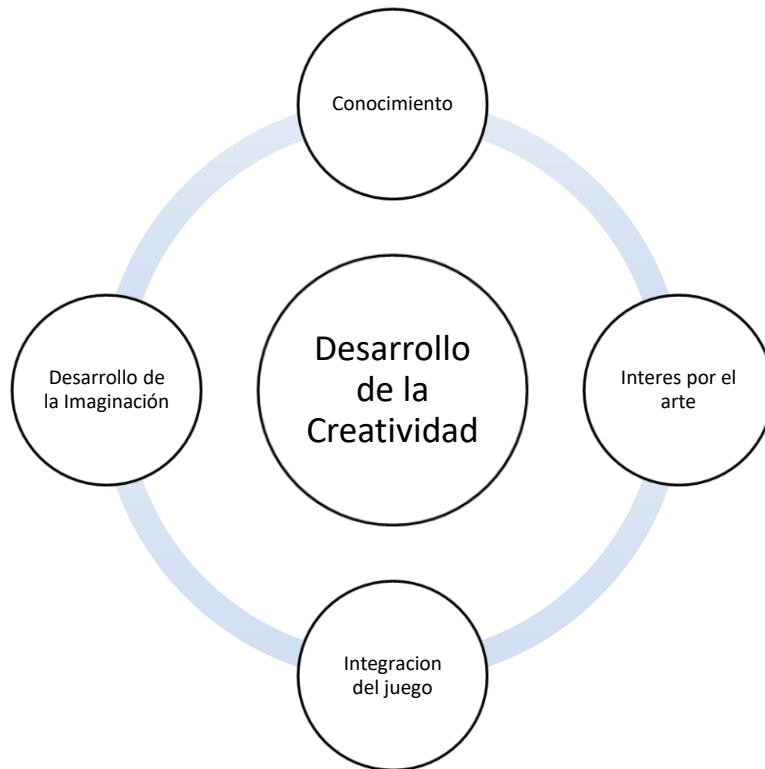 Conocimiento
Desarrollo de
la Imaginación
Desarrollo
de la
Creatividad
Interes por el
arte
Integracion
del juego